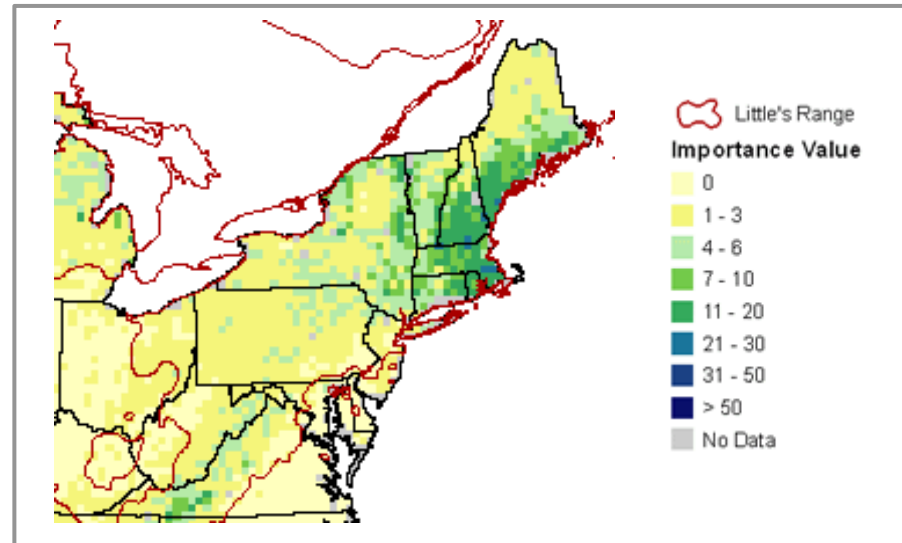 Little's Range
Importance Value
0
1 - 3
4 - 6
7 - 10
11 - 20
21 - 30
31 - 50
> 50
No Data